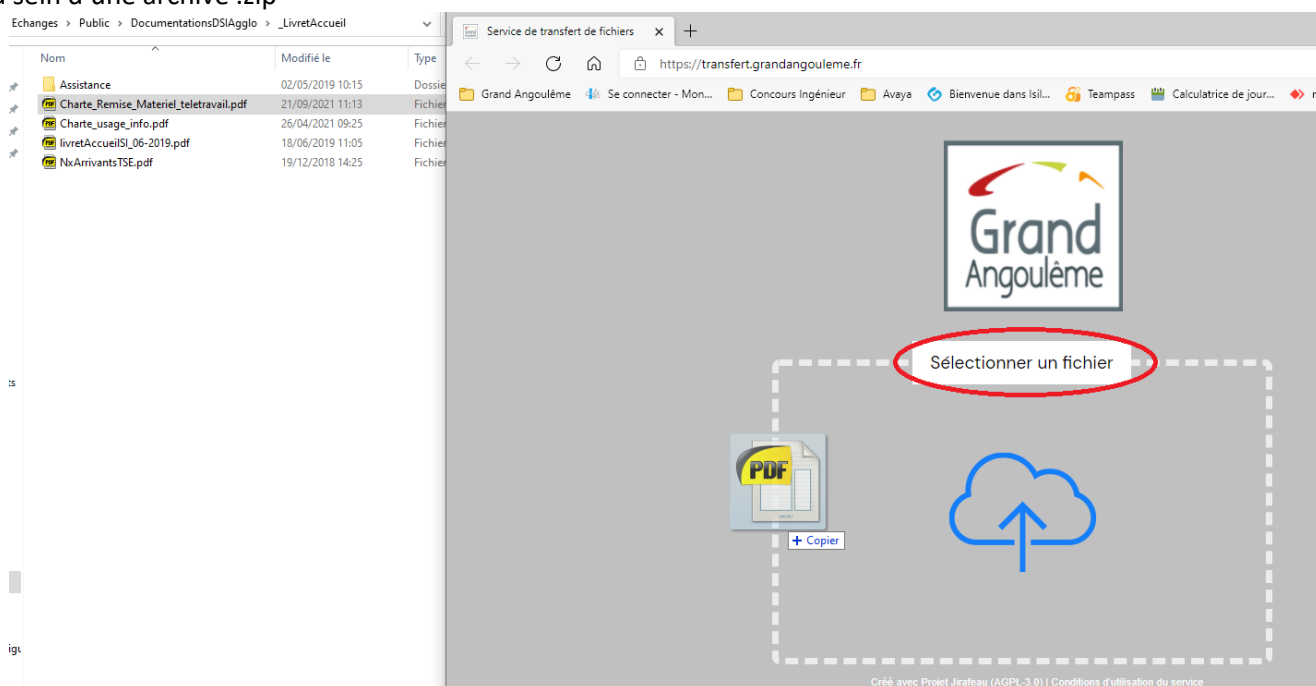 sein d'une archive .zip
Echanges > Public > DocumentationsDSIAgglo > _LivretAccueil
Nom Modifié le Type
Assistance 02/05/2019 10:15 Dossie
Charte_Remise_Materiel_teletravail.pdf 21/09/2021 11:13 Fichier
Charte_usage_info.pdf 26/04/2021 09:25 Fichier
livretAccueilSI_06-2019.pdf 18/06/2019 11:05 Fichier
NxArrivantsTSE.pdf 19/12/2018 14:25 Fichier
ts
igu
Service de transfert de fichiers
https://transfert.grandangouleme.fr
Grand Angoulême Se connecter - Mon... Concours Ingénieur Avaya Bienvenue dans Isil... Teampass Calculatrice de jour... r
Grand
Angoulême
Sélectionner un fichier
PDF
+ Copier
Créé avec Projet Jirafeau (AGPL-3.0) | Conditions d'utilisation du service